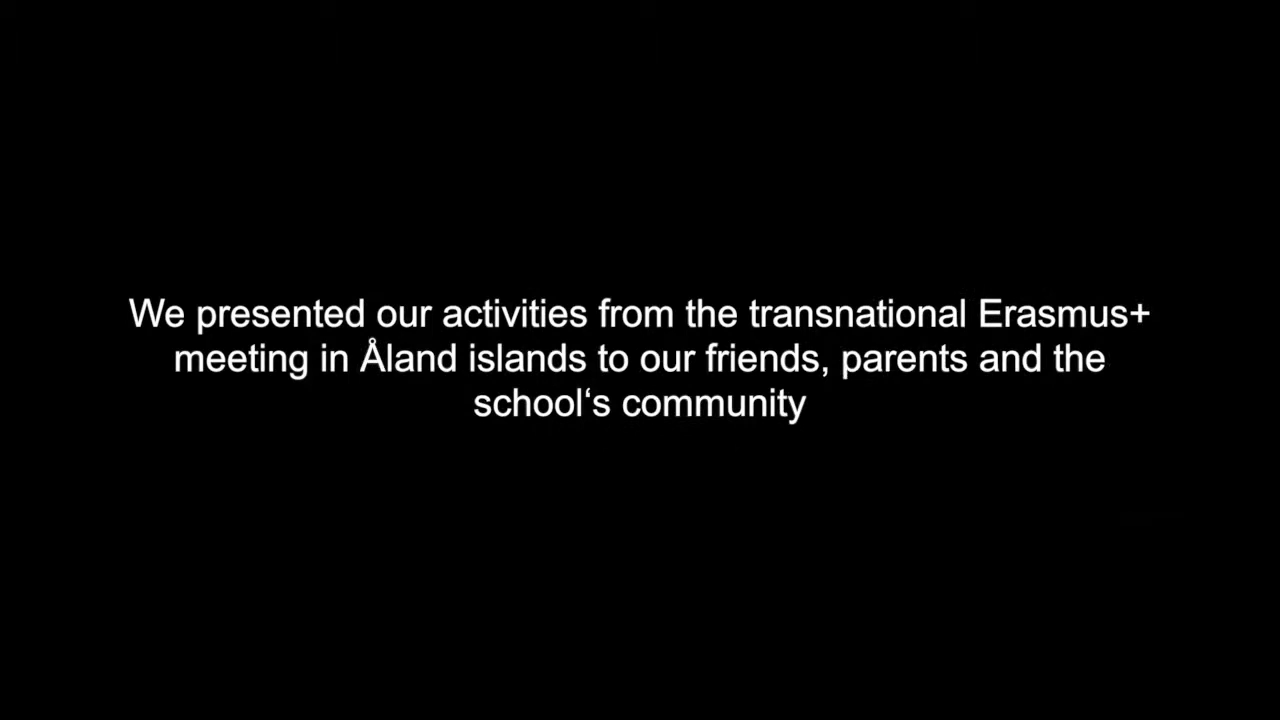 We presented our activities from the transnational Erasmus+
meeting in Åland islands to our friends, parents and the
school‘s community